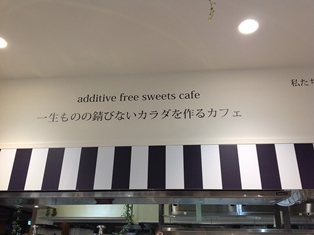 additive free sweets cafe
一生ものの錆びないカラダを作るカフェ
私たち